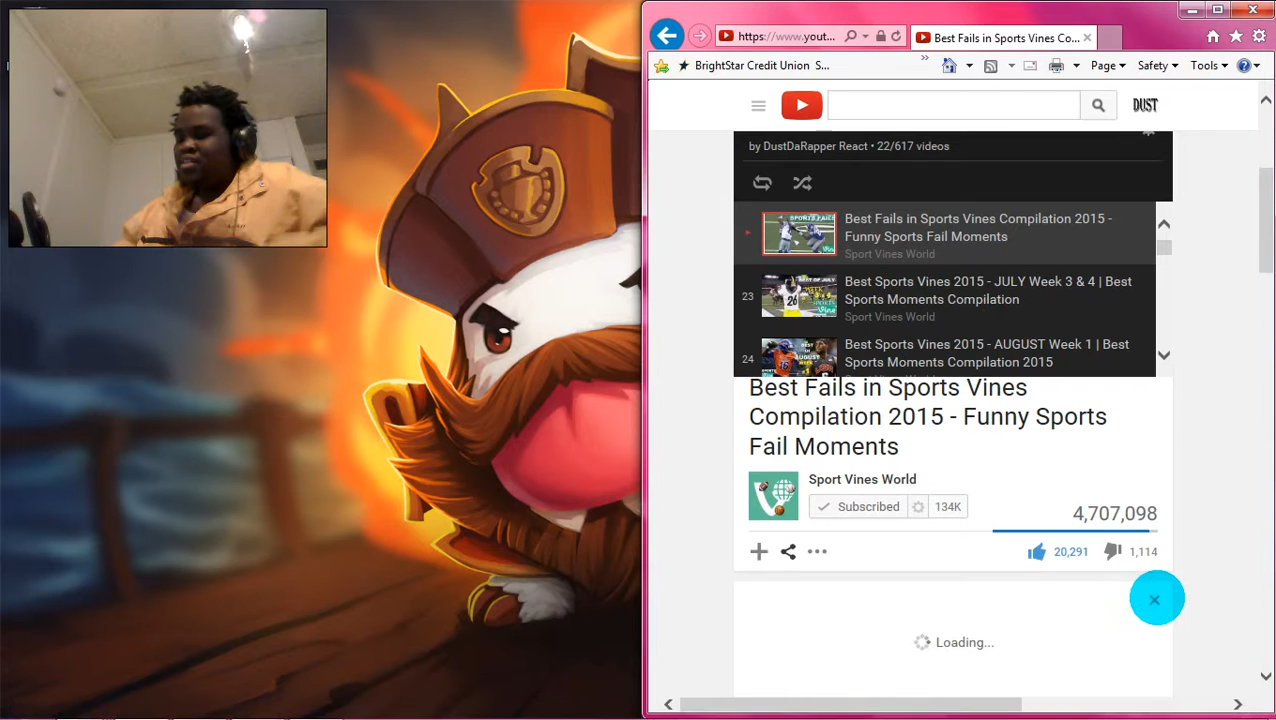 https://www.yout...
Best Fails in Sports Vines Co...
BrightStar Credit Union S...
Page
Safety
Tools
DUST
by DustDaRapper React • 22/617 videos
Best Fails in Sports Vines Compilation 2015 -
Funny Sports Fail Moments
Sport Vines World
23
Best Sports Vines 2015 - JULY Week 3 & 4 | Best
Sports Moments Compilation
Sport Vines World
24
Best Sports Vines 2015 - AUGUST Week 1 | Best
Sports Moments Compilation 2015
Best Fails in Sports Vines
Compilation 2015 - Funny Sports
Fail Moments
Sport Vines World
Subscribed
134K
4,707,098
20,291
1,114
Loading...